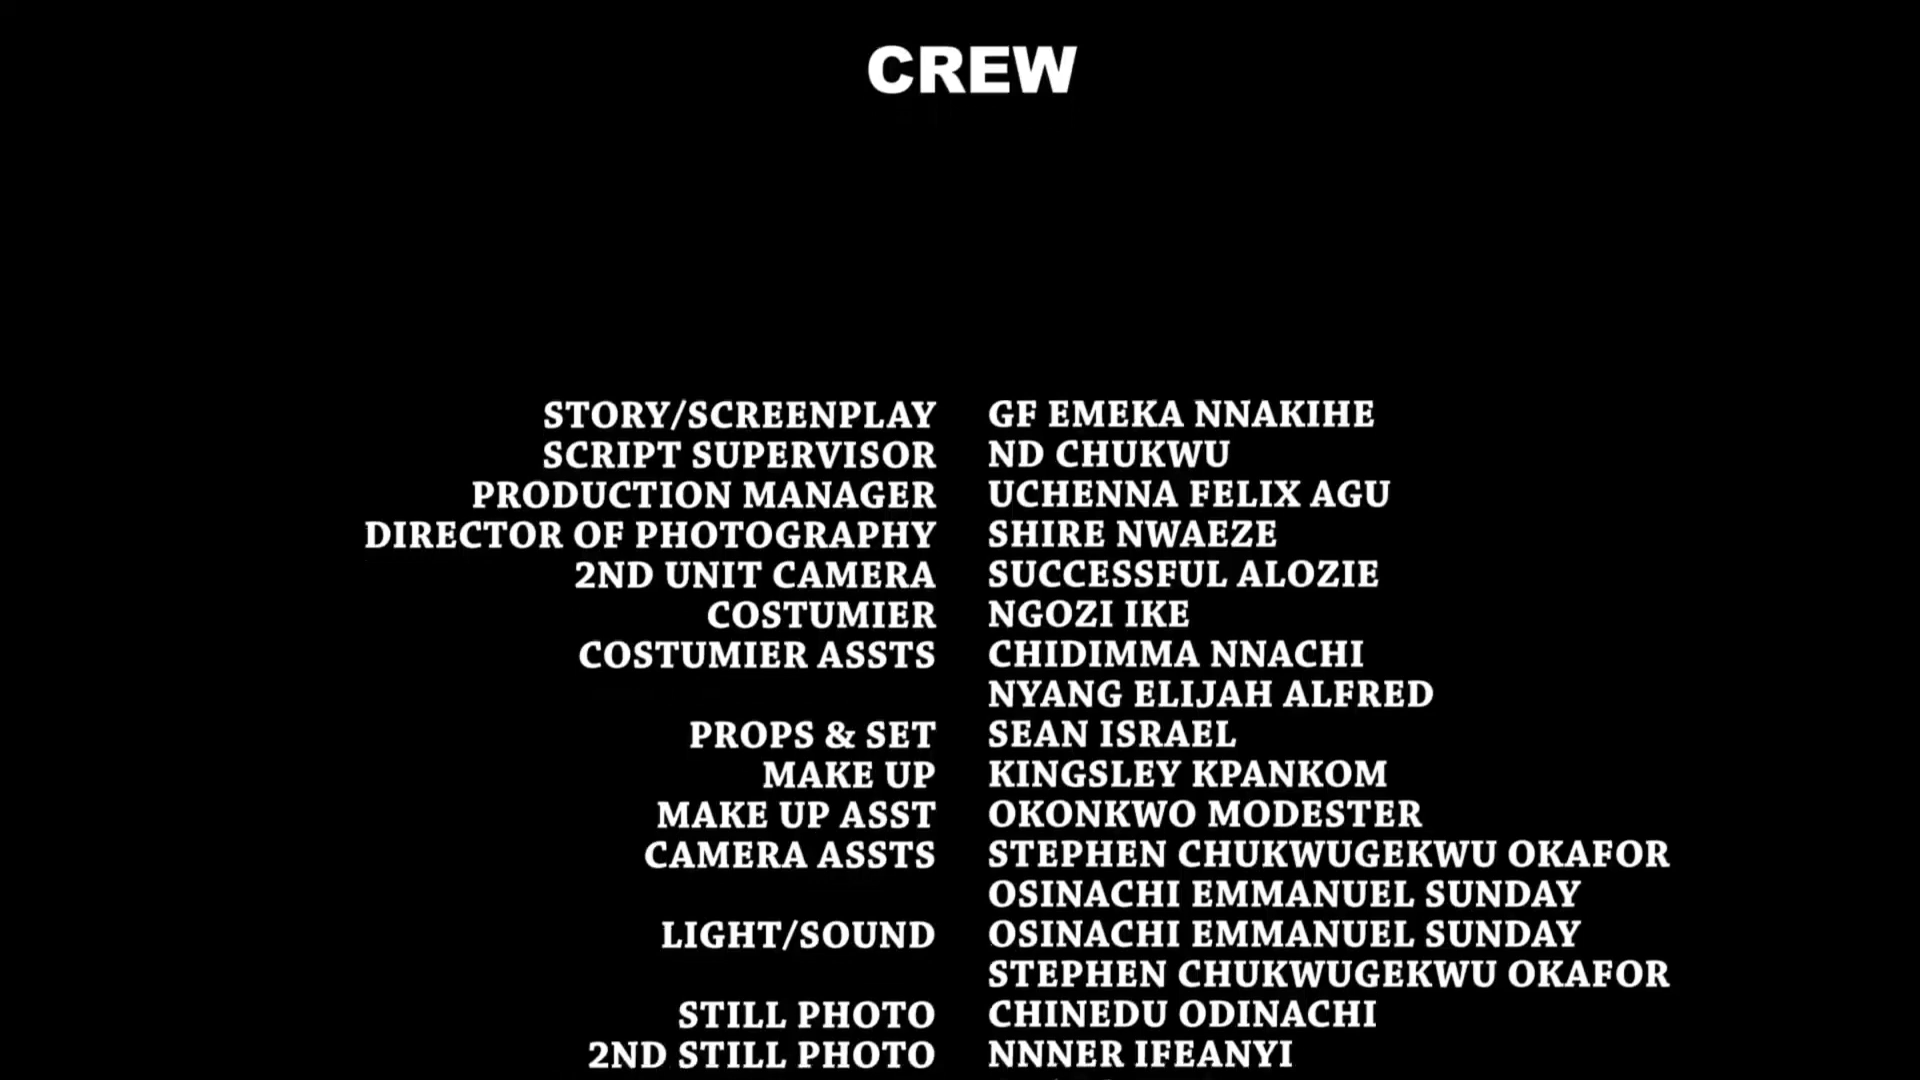 CREW
STORY/SCREENPLAY GF EMEKA NNAKIHE
SCRIPT SUPERVISOR ND CHUKWU
PRODUCTION MANAGER UCHENNA FELIX AGU
DIRECTOR OF PHOTOGRAPHY SHIRE NWAEZE
2ND UNIT CAMERA SUCCESSFUL ALOZIE
COSTUMIER NGOZI IKE
COSTUMIER ASSTS CHIDIMMA NNACHI
NYANG ELIJAH ALFRED
PROPS & SET SEAN ISRAEL
MAKE UP KINGSLEY KPANKOM
MAKE UP ASST OKONKWO MODESTER
CAMERA ASSTS STEPHEN CHUKWUGEKWU OKAFOR
OSINACHI EMMANUEL SUNDAY
LIGHT/SOUND OSINACHI EMMANUEL SUNDAY
STEPHEN CHUKWUGEKWU OKAFOR
STILL PHOTO CHINEDU ODINACHI
2ND STILL PHOTO NNNER IFEANYI